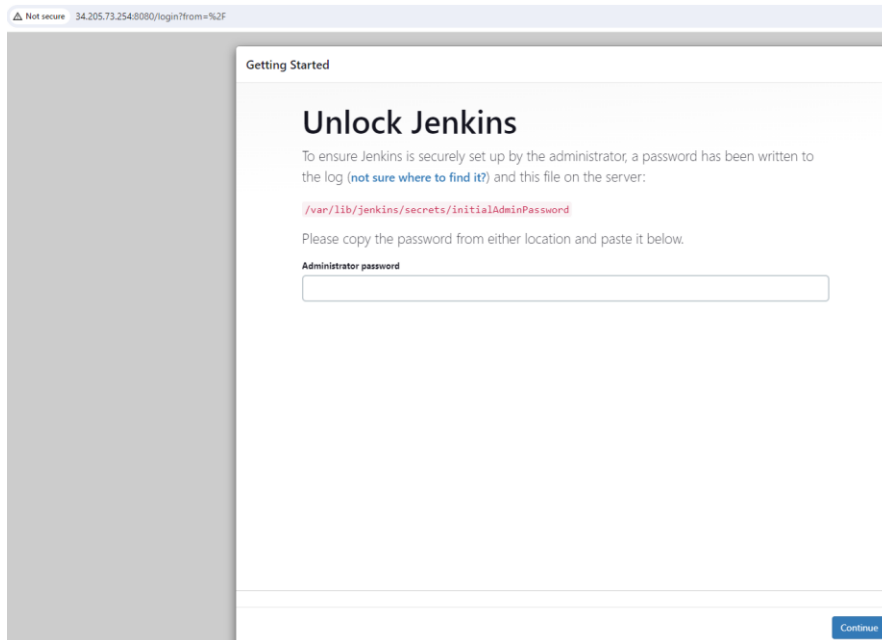 Not secure 34.205.73.254:8080/login?from=%2F
Getting Started
Unlock Jenkins
To ensure Jenkins is securely set up by the administrator, a password has been written to
the log (not sure where to find it?) and this file on the server:
/var/lib/jenkins/secrets/initialAdminPassword
Please copy the password from either location and paste it below.
Administrator password
Continue